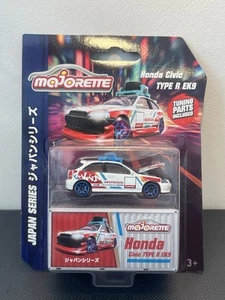 majorette
Honda Civic
TYPE R EK9
TUNING
PARTS
INCLUDED
JAPAN SERIES ジャパンシリーズ
HONDA
majorette
Honda
Civic TYPE R EK9
ジャパンシリーズ
3+